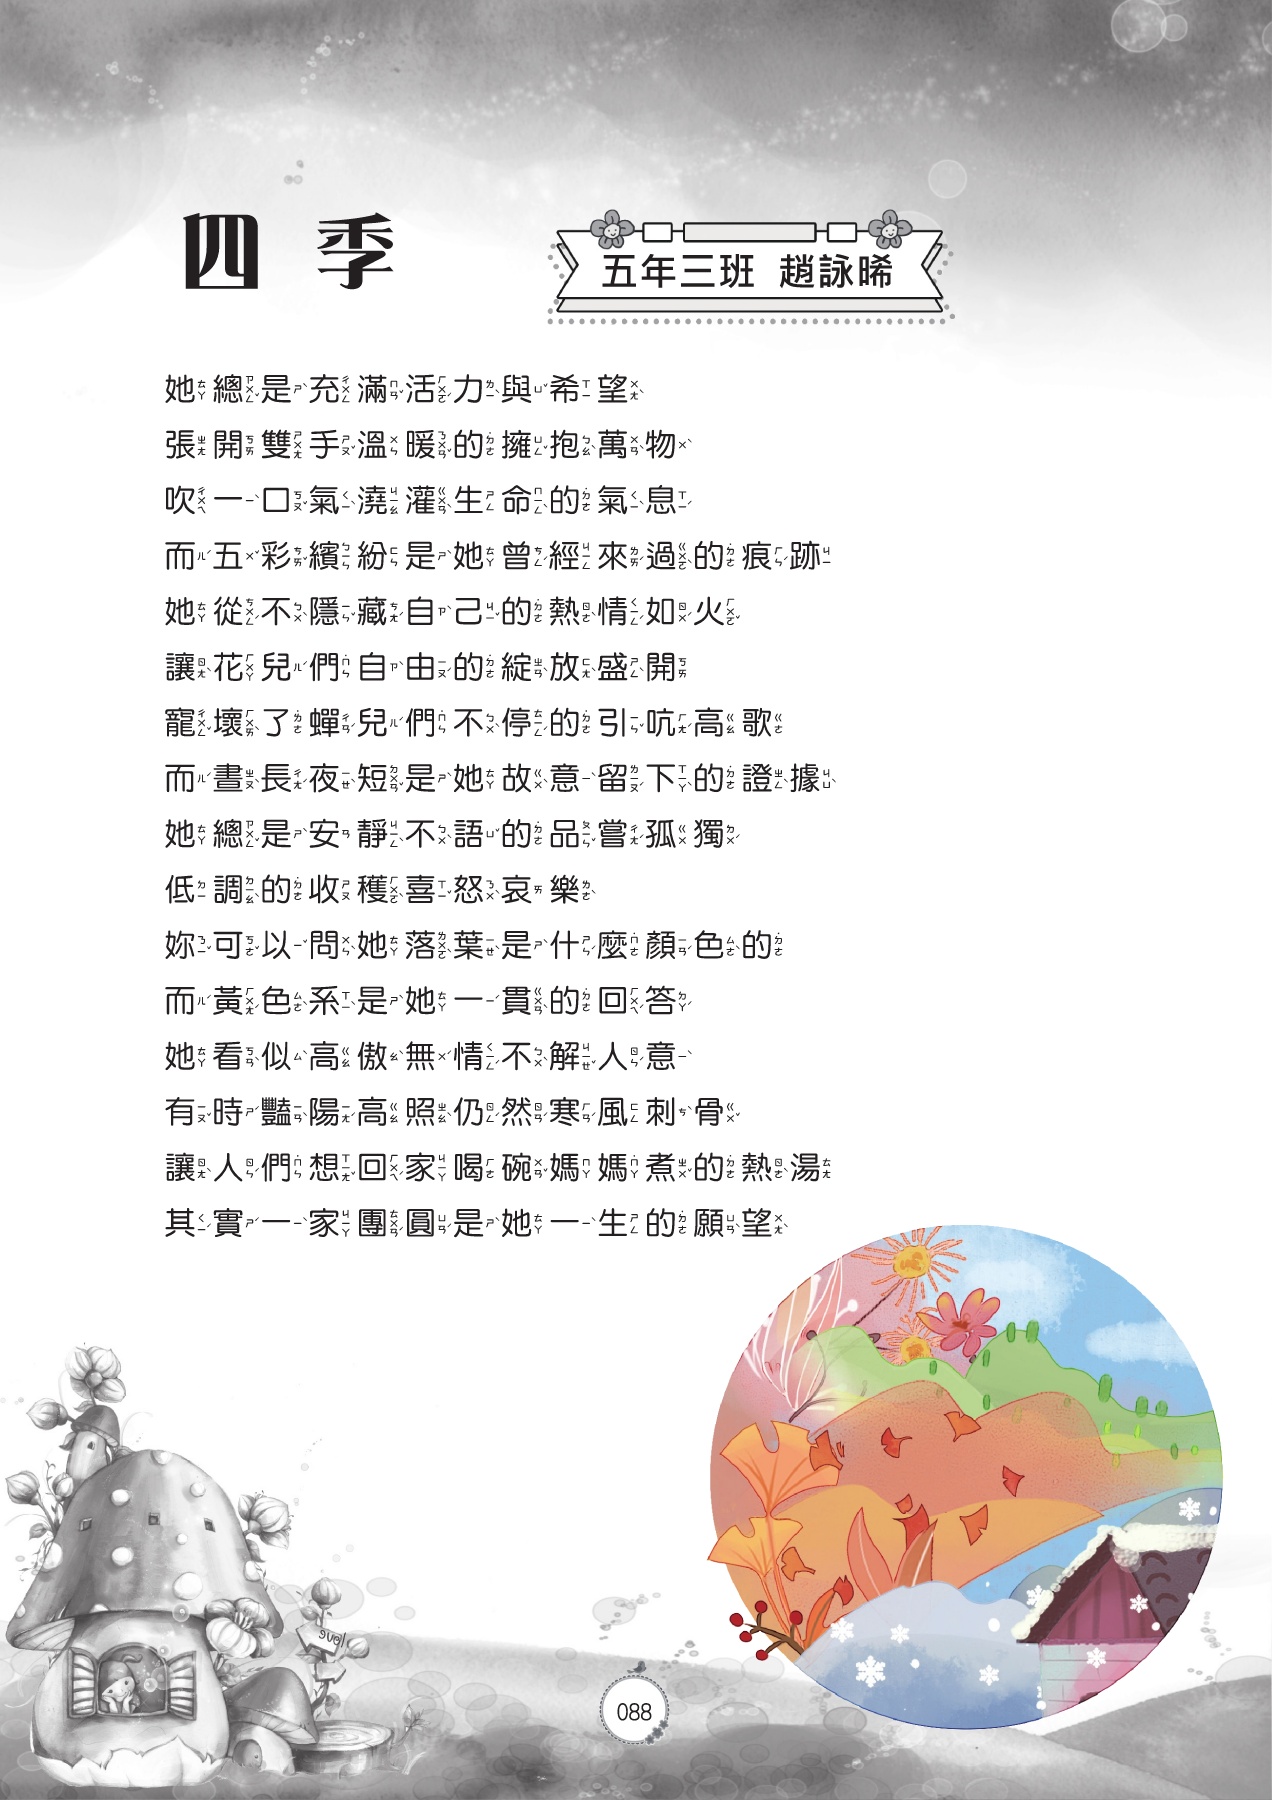 四季
五年三班 趙詠晞
她總是充滿活力與希望
張開雙手溫暖的擁抱萬物
吹一口氣澆灌生命的氣息
而五彩繽紛是她曾經來過的痕跡
她從不隱藏自己的熱情如火
讓花兒們自由的綻放盛開
寵壞了蟬兒們不停的引吭高歌
而晝長夜短是她故意留下的證據
她總是安靜不語的品嘗孤獨
低調的收穫喜怒哀樂
妳可以問她落葉是什麼顏色的
而黃色系是她一貫的回答
她看似高傲無情不解人意
有時豔陽高照仍然寒風刺骨
讓人們想回家喝碗媽媽煮的熱湯
其實一家團圓是她一生的願望
088